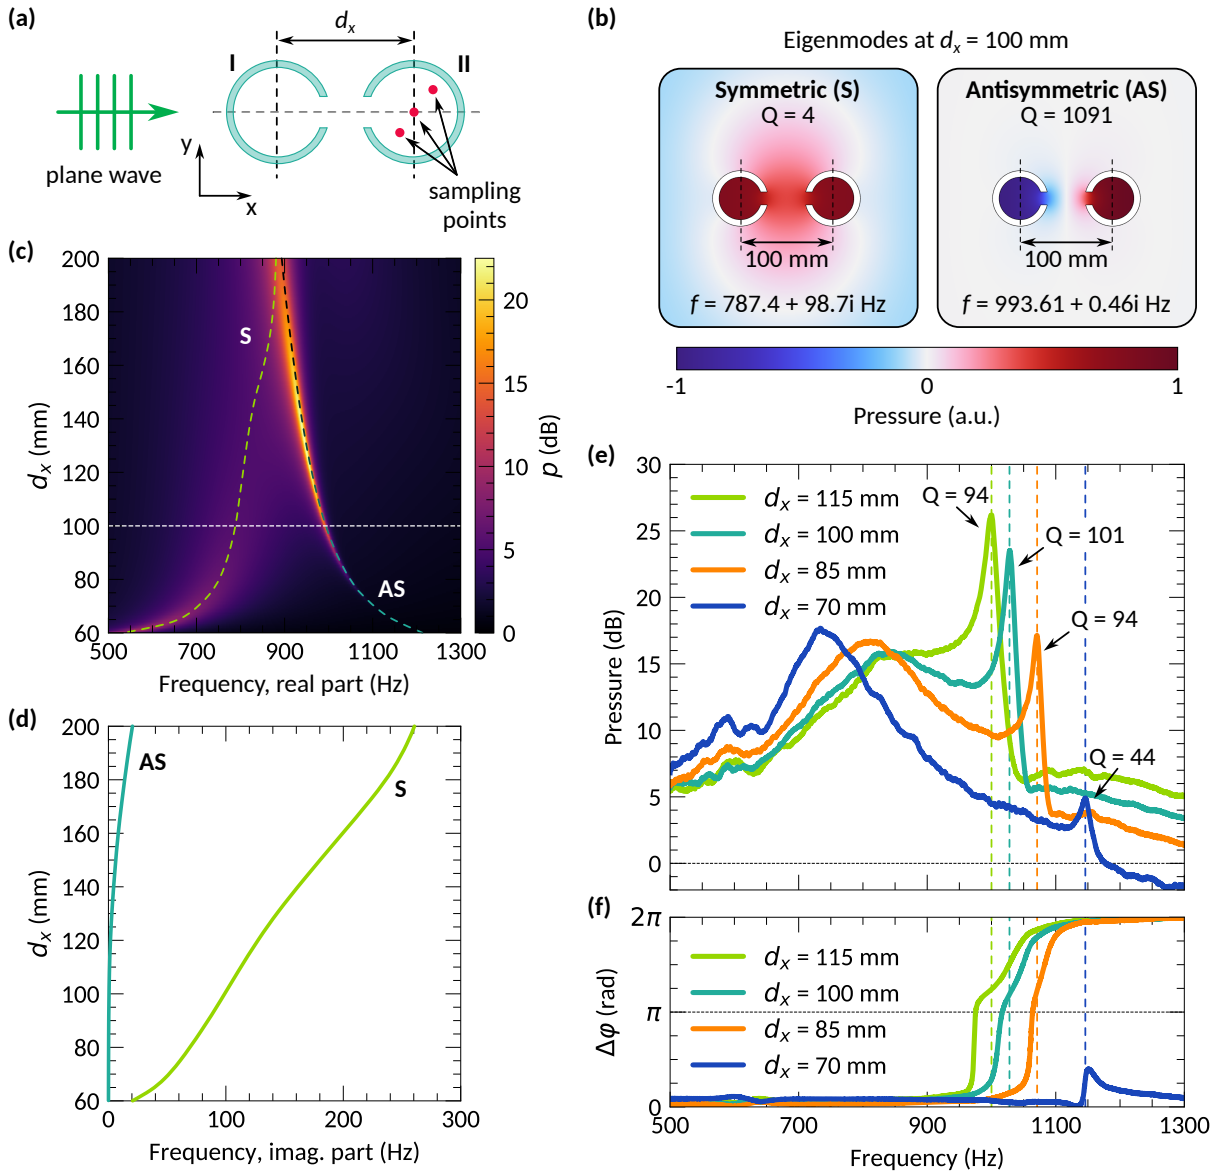 (a)
d_x
I
II
y
x
plane wave
sampling
points
(b)
Eigenmodes at d_x = 100 mm
Symmetric (S)
Q = 4
100 mm
f = 787.4 + 98.7i Hz
Antisymmetric (AS)
Q = 1091
100 mm
f = 993.61 + 0.46i Hz
-1
0
1
Pressure (a.u.)
(c)
200
180
160
140
120
100
80
60
d_x (mm)
S
AS
500
700
900
1100
1300
Frequency, real part (Hz)
20
15
10
5
0
p (dB)
(d)
200
180
160
140
120
100
80
60
d_x (mm)
AS
S
0
100
200
300
Frequency, imag. part (Hz)
(e)
30
25
20
15
10
5
0
Pressure (dB)
d_x = 115 mm
d_x = 100 mm
d_x = 85 mm
d_x = 70 mm
Q = 94
Q = 101
Q = 94
Q = 44
(f)
2π
π
0
Δφ (rad)
d_x = 115 mm
d_x = 100 mm
d_x = 85 mm
d_x = 70 mm
500
700
900
1100
1300
Frequency (Hz)